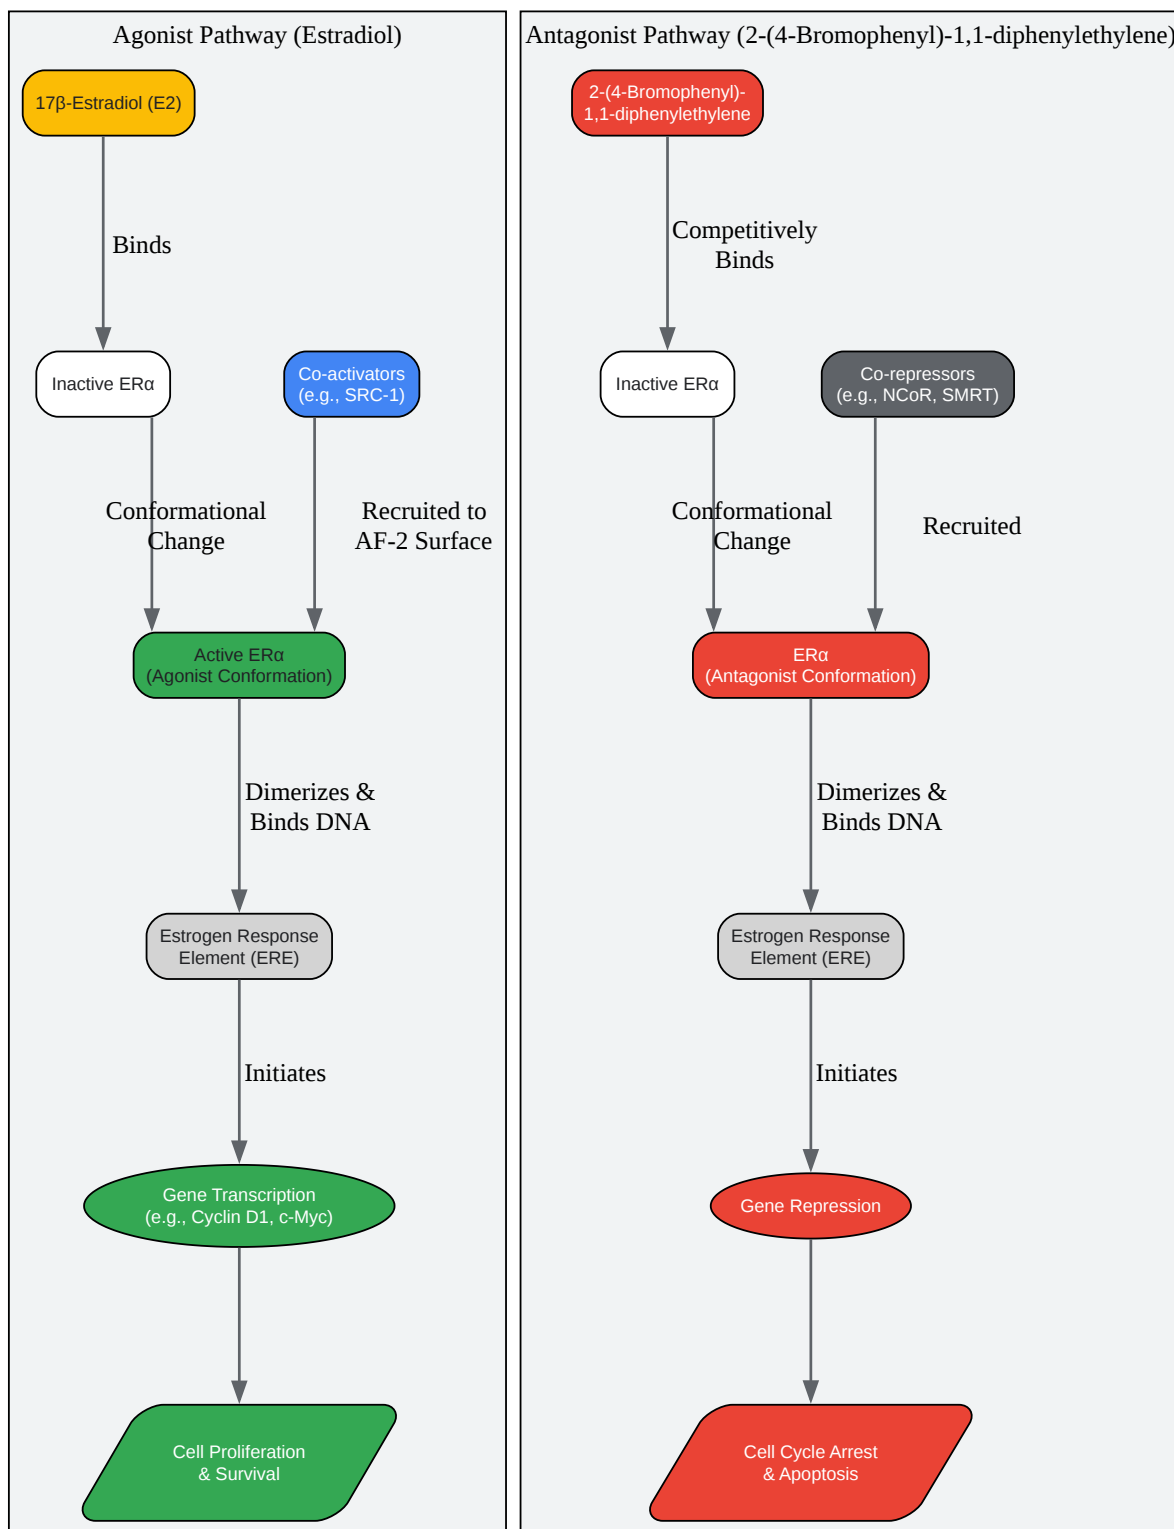 Agonist Pathway (Estradiol)
17β-Estradiol (E2)
Binds
Inactive ERα
Co-activators
(e.g., SRC-1)
Conformational
Change
Recruited to
AF-2 Surface
Active ERα
(Agonist Conformation)
Dimerizes &
Binds DNA
Estrogen Response
Element (ERE)
Initiates
Gene Transcription
(e.g., Cyclin D1, c-Myc)
Cell Proliferation
& Survival
Antagonist Pathway (2-(4-Bromophenyl)-1,1-diphenylethylene)
2-(4-Bromophenyl)-
1,1-diphenylethylene
Competitively
Binds
Inactive ERα
Co-repressors
(e.g., NCoR, SMRT)
Conformational
Change
Recruited
ERα
(Antagonist Conformation)
Dimerizes &
Binds DNA
Estrogen Response
Element (ERE)
Initiates
Gene Repression
Cell Cycle Arrest
& Apoptosis